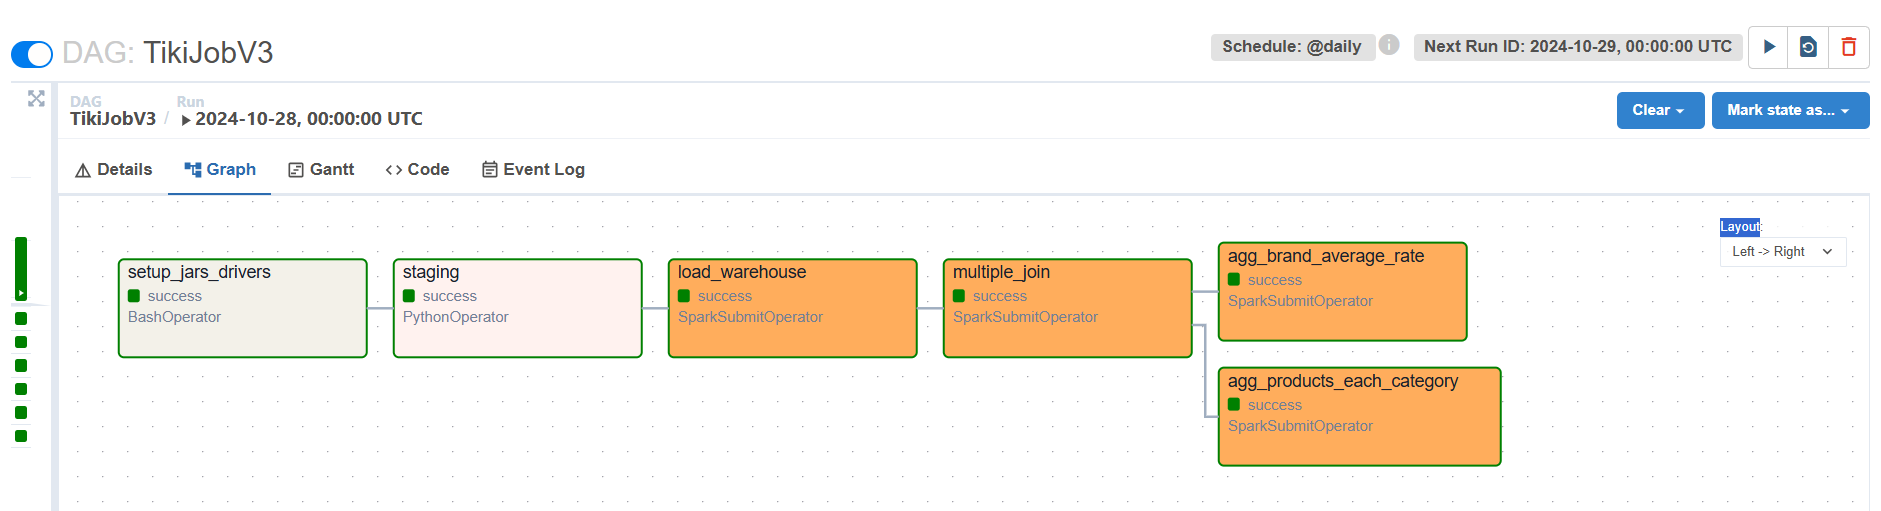 DAG: TikiJobV3
Schedule: @daily
Next Run ID: 2024-10-29, 00:00:00 UTC
DAG
TikiJobV3 /
Run
2024-10-28, 00:00:00 UTC
Clear
Mark state as...
Details
Graph
Gantt
Code
Event Log
Layout:
Left -> Right
setup_jars_drivers
success
BashOperator
staging
success
PythonOperator
load_warehouse
success
SparkSubmitOperator
multiple_join
success
SparkSubmitOperator
agg_brand_average_rate
success
SparkSubmitOperator
agg_products_each_category
success
SparkSubmitOperator